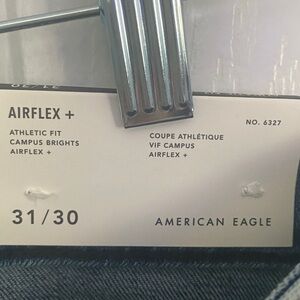 AIRFLEX +
NO. 6327
ATHLETIC FIT
CAMPUS BRIGHTS
AIRFLEX +
COUPE ATHLÉTIQUE
VIF CAMPUS
AIRFLEX +
31/30
AMERICAN EAGLE